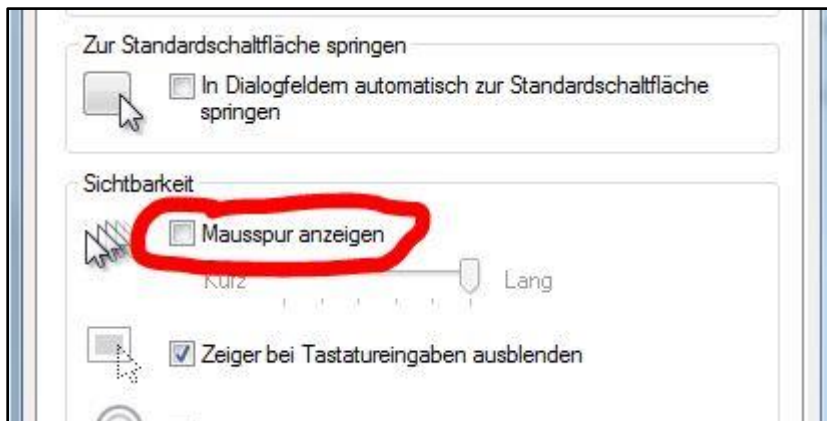 Zur Standardschaltfläche springen
In Dialogfeldern automatisch zur Standardschaltfläche
springen
Sichtbarkeit
Mausspur anzeigen
Kurz Lang
Zeiger bei Tastatureingaben ausblenden